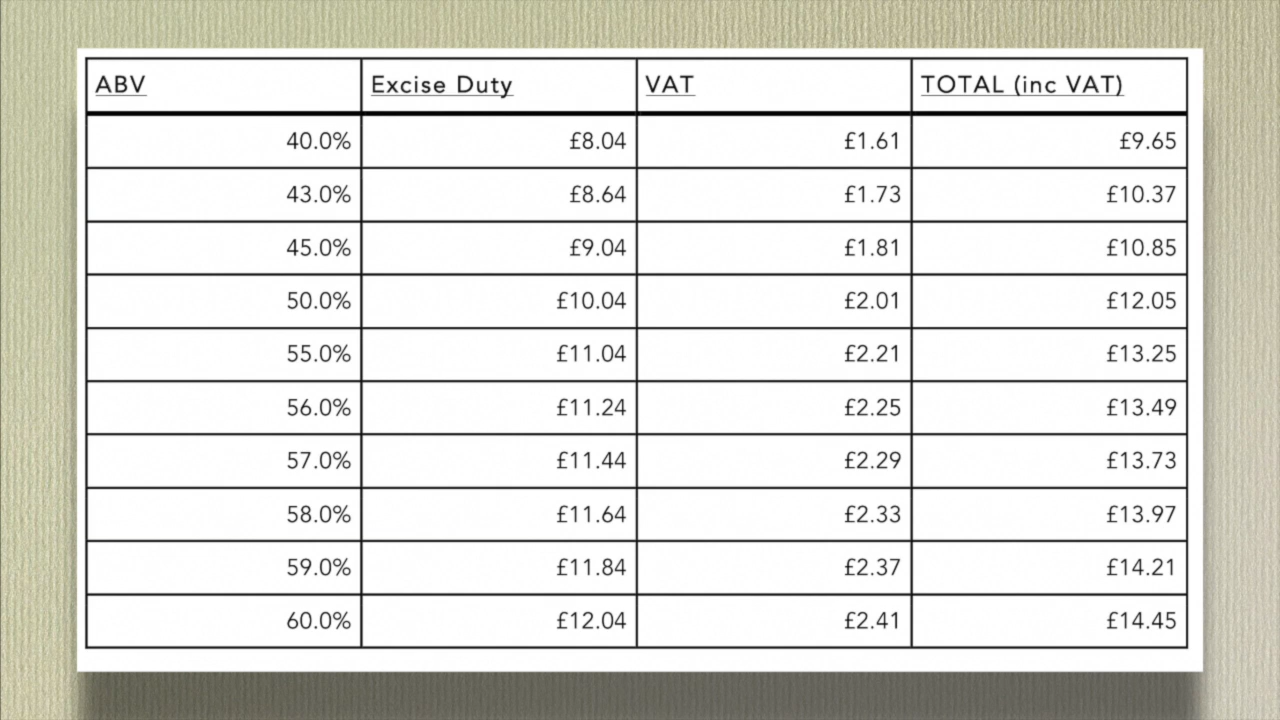 ABV Excise Duty VAT TOTAL (inc VAT)
40.0% £8.04 £1.61 £9.65
43.0% £8.64 £1.73 £10.37
45.0% £9.04 £1.81 £10.85
50.0% £10.04 £2.01 £12.05
55.0% £11.04 £2.21 £13.25
56.0% £11.24 £2.25 £13.49
57.0% £11.44 £2.29 £13.73
58.0% £11.64 £2.33 £13.97
59.0% £11.84 £2.37 £14.21
60.0% £12.04 £2.41 £14.45